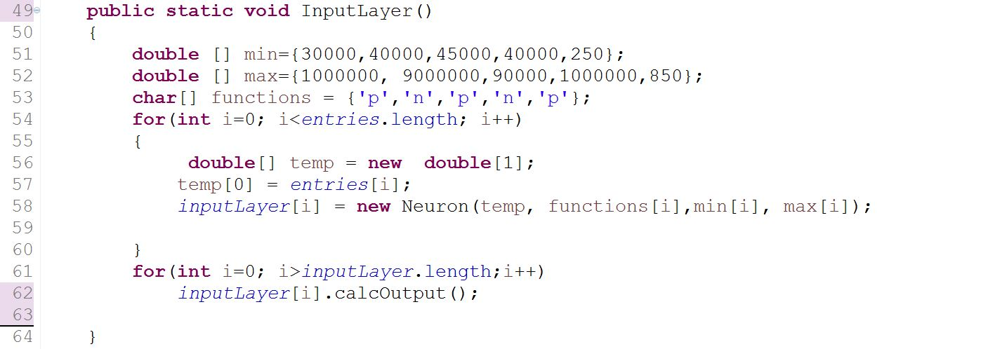 49 public static void InputLayer()
50 {
51 double [] min={30000,40000,45000,40000,250};
52 double [] max={1000000, 9000000,90000,1000000,850};
53 char[] functions = {'p','n','p','n','p'};
54 for(int i=0; i<entries.length; i++)
55 {
56 double[] temp = new  double[1];
57 temp[0] = entries[i];
58 inputLayer[i] = new Neuron(temp, functions[i],min[i], max[i]);
59
60 }
61 for(int i=0; i>inputLayer.length;i++)
62 inputLayer[i].calcOutput();
63
64 }